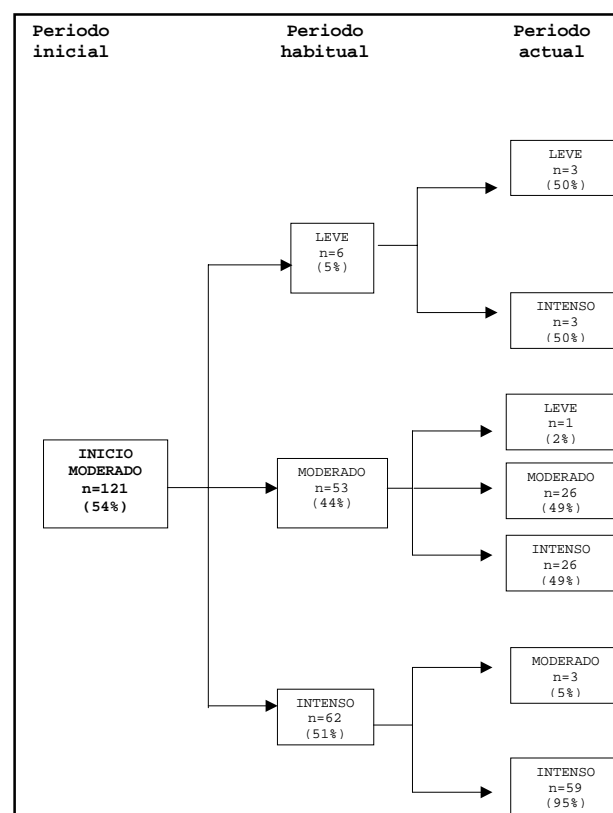 Periodo inicial
Periodo habitual
Periodo actual
LEVE
n=3
(50%)
LEVE
n=6
(5%)
INTENSO
n=3
(50%)
LEVE
n=1
(2%)
INICIO
MODERADO
n=121
(54%)
MODERADO
n=53
(44%)
MODERADO
n=26
(49%)
INTENSO
n=26
(49%)
MODERADO
n=3
(5%)
INTENSO
n=62
(51%)
INTENSO
n=59
(95%)